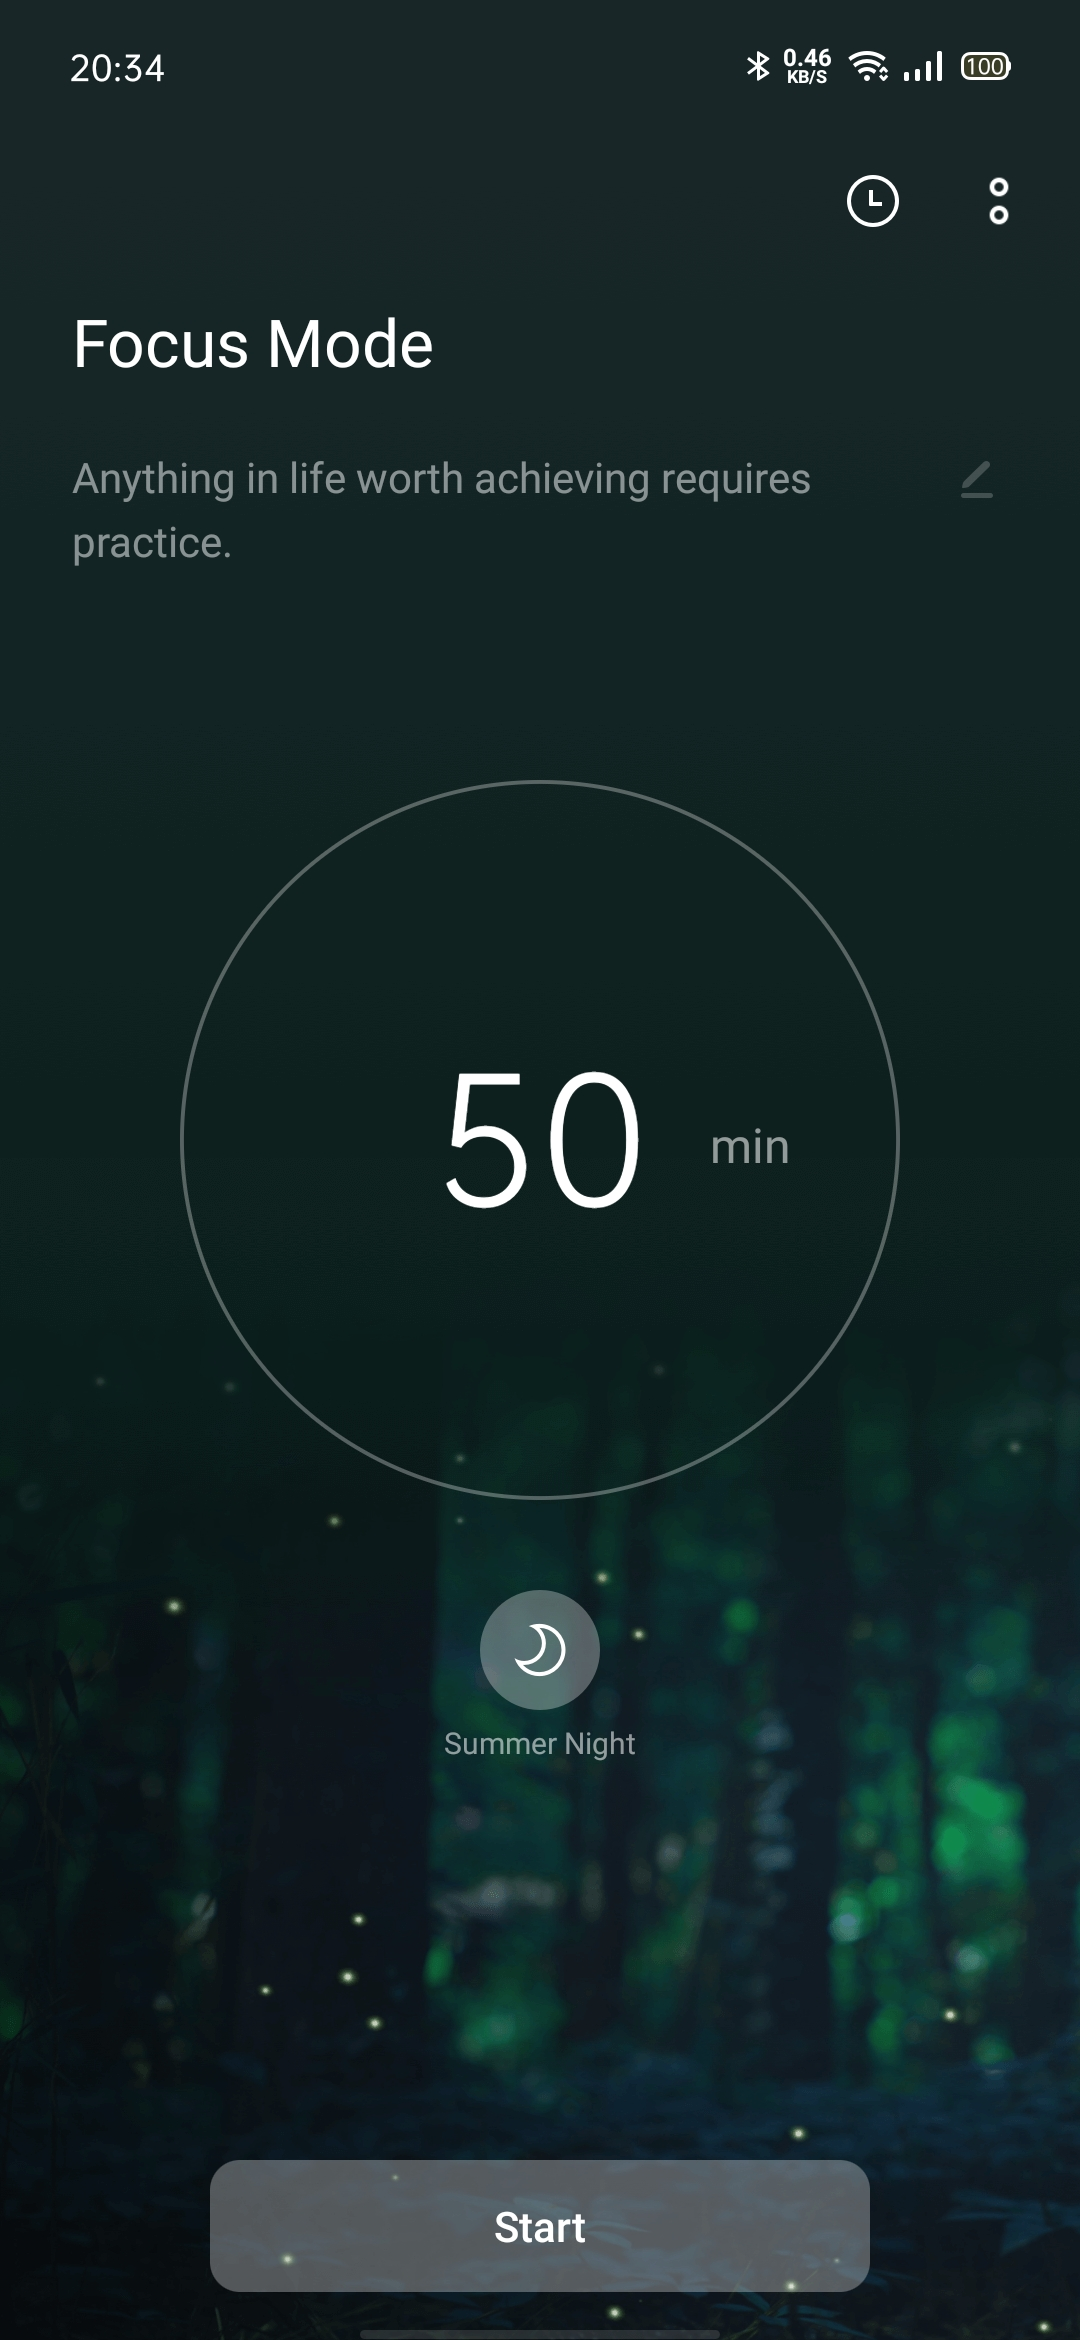 20:34
0.46
KB/S
100
Focus Mode
Anything in life worth achieving requires
practice.
50 min
Summer Night
Start